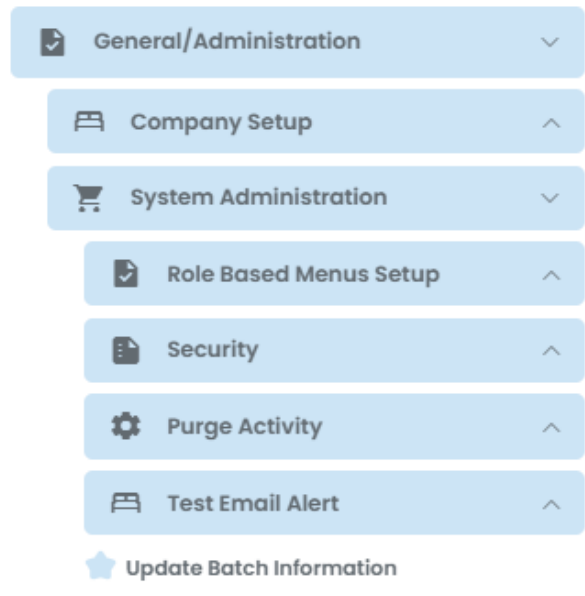 General/Administration
Company Setup
System Administration
Role Based Menus Setup
Security
Purge Activity
Test Email Alert
Update Batch Information